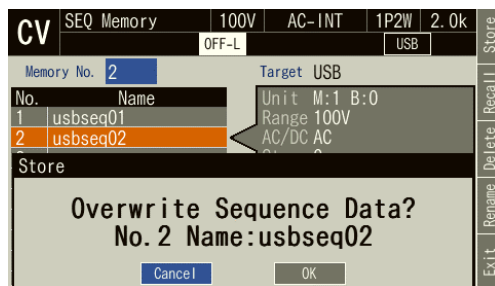 CV SEQ Memory 100V AC-INT 1P2W 2.0k
OFF-L USB
Memory No. 2 Target USB
No. Name
1 usbseq01
2 usbseq02
Unit M:1 B:0
Range 100V
AC/DC AC
Store
Overwrite Sequence Data?
No.2 Name:usbseq02
Cancel OK
Store
Recall
Delete
Rename
Exit